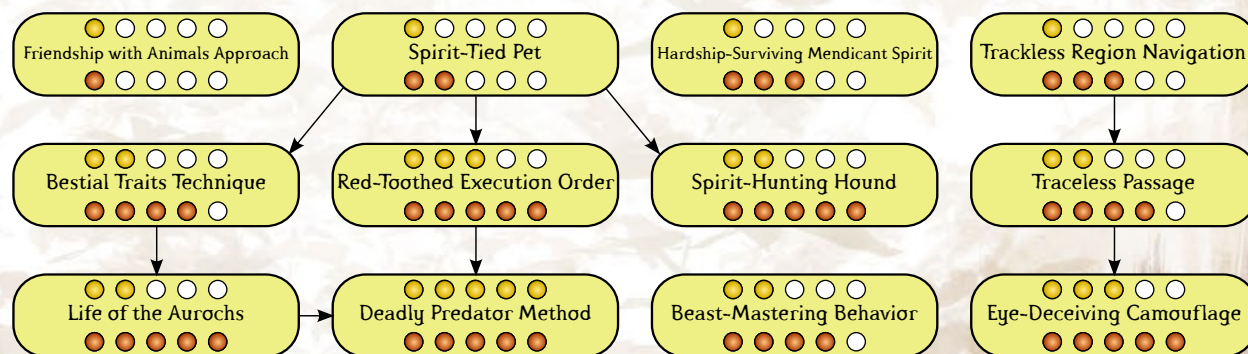 Friendship with Animals Approach
Spirit-Tied Pet
Hardship-Surviving Mendicant Spirit
Trackless Region Navigation
Bestial Traits Technique
Red-Toothed Execution Order
Spirit-Hunting Hound
Traceless Passage
Life of the Aurochs
Deadly Predator Method
Beast-Mastering Behavior
Eye-Deceiving Camouflage